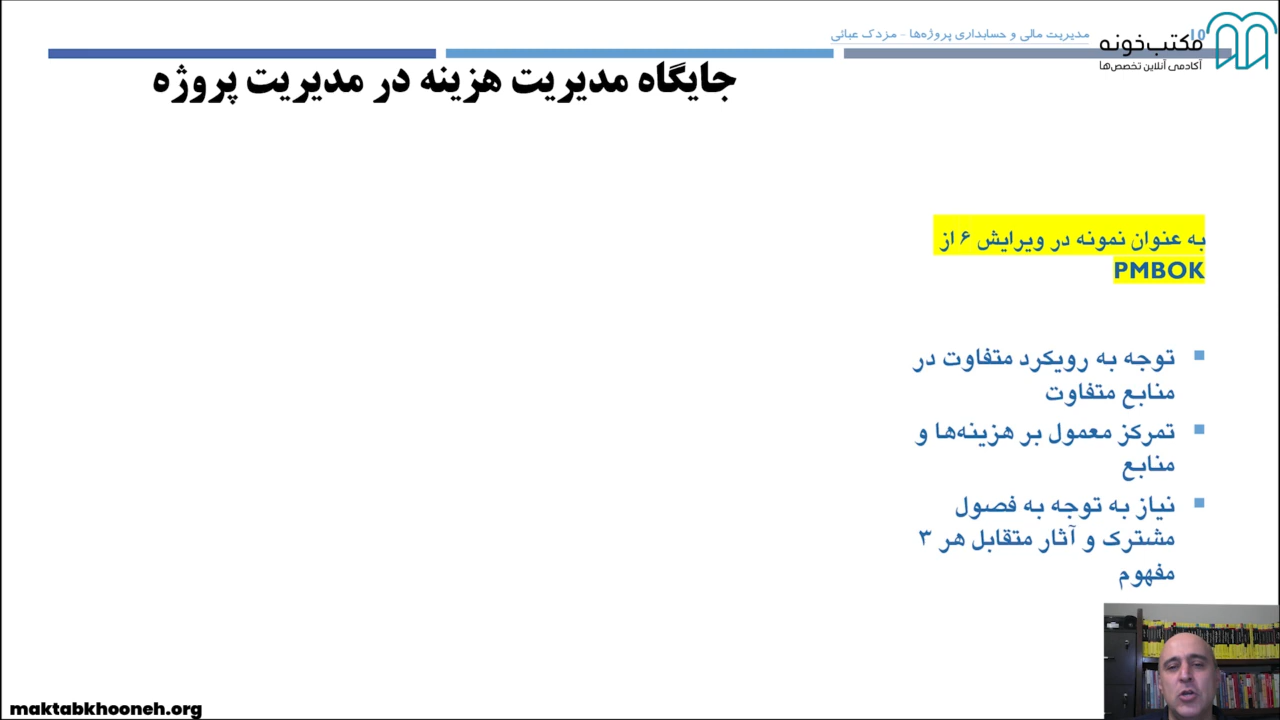 مدیریت مالی و حسابداری پروژه‌ها - مزدک عبائی
۱۵
مکتب‌خونه
آکادمی آنلاین تخصص‌ها
جایگاه مدیریت هزینه در مدیریت پروژه
به عنوان نمونه در ویرایش ۶ از
PMBOK
توجه به رویکرد متفاوت در
منابع متفاوت
تمرکز معمول بر هزینه‌ها و
منابع
نیاز به توجه به فصول
مشترک و آثار متقابل هر ۳
مفهوم
maktabkhooneh.org